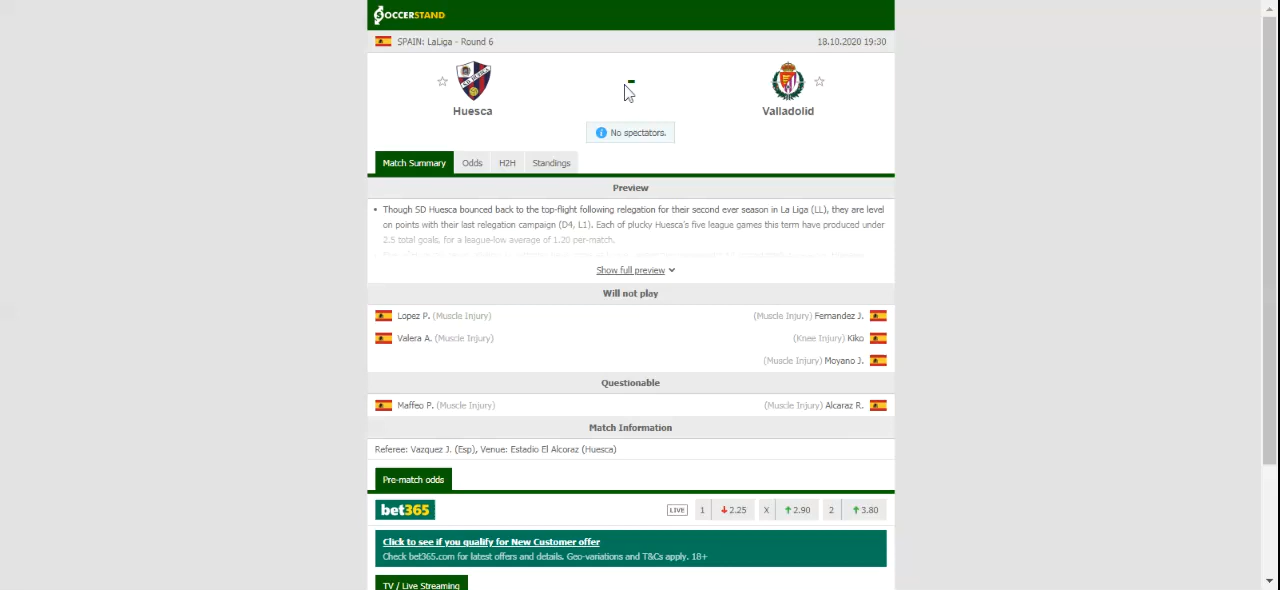 SOCCERSTAND
SPAIN: LaLiga - Round 6 18.10.2020 19:30
-
Huesca Valladolid
No spectators.
Match Summary Odds H2H Standings
Preview
• Though SD Huesca bounced back to the top-flight following relegation for their second ever season in La Liga (LL), they are level
on points with their last relegation campaign (D4, L1). Each of plucky Huesca's five league games this term have produced under
2.5 total goals, for a league-low average of 1.20 per-match.
Show full preview
Will not play
Lopez P. (Muscle Injury) (Muscle Injury) Fernandez J.
Valera A. (Muscle Injury) (Knee Injury) Kiko
(Muscle Injury) Moyano J.
Questionable
Maffeo P. (Muscle Injury) (Muscle Injury) Alcaraz R.
Match Information
Referee: Vazquez J. (Esp), Venue: Estadio El Alcoraz (Huesca)
Pre-match odds
bet365 LIVE 1 2.25 X 2.90 2 3.80
Click to see if you qualify for New Customer offer
Check bet365.com for latest offers and details. Geo-variations and T&Cs apply. 18+
TV / Live Streaming